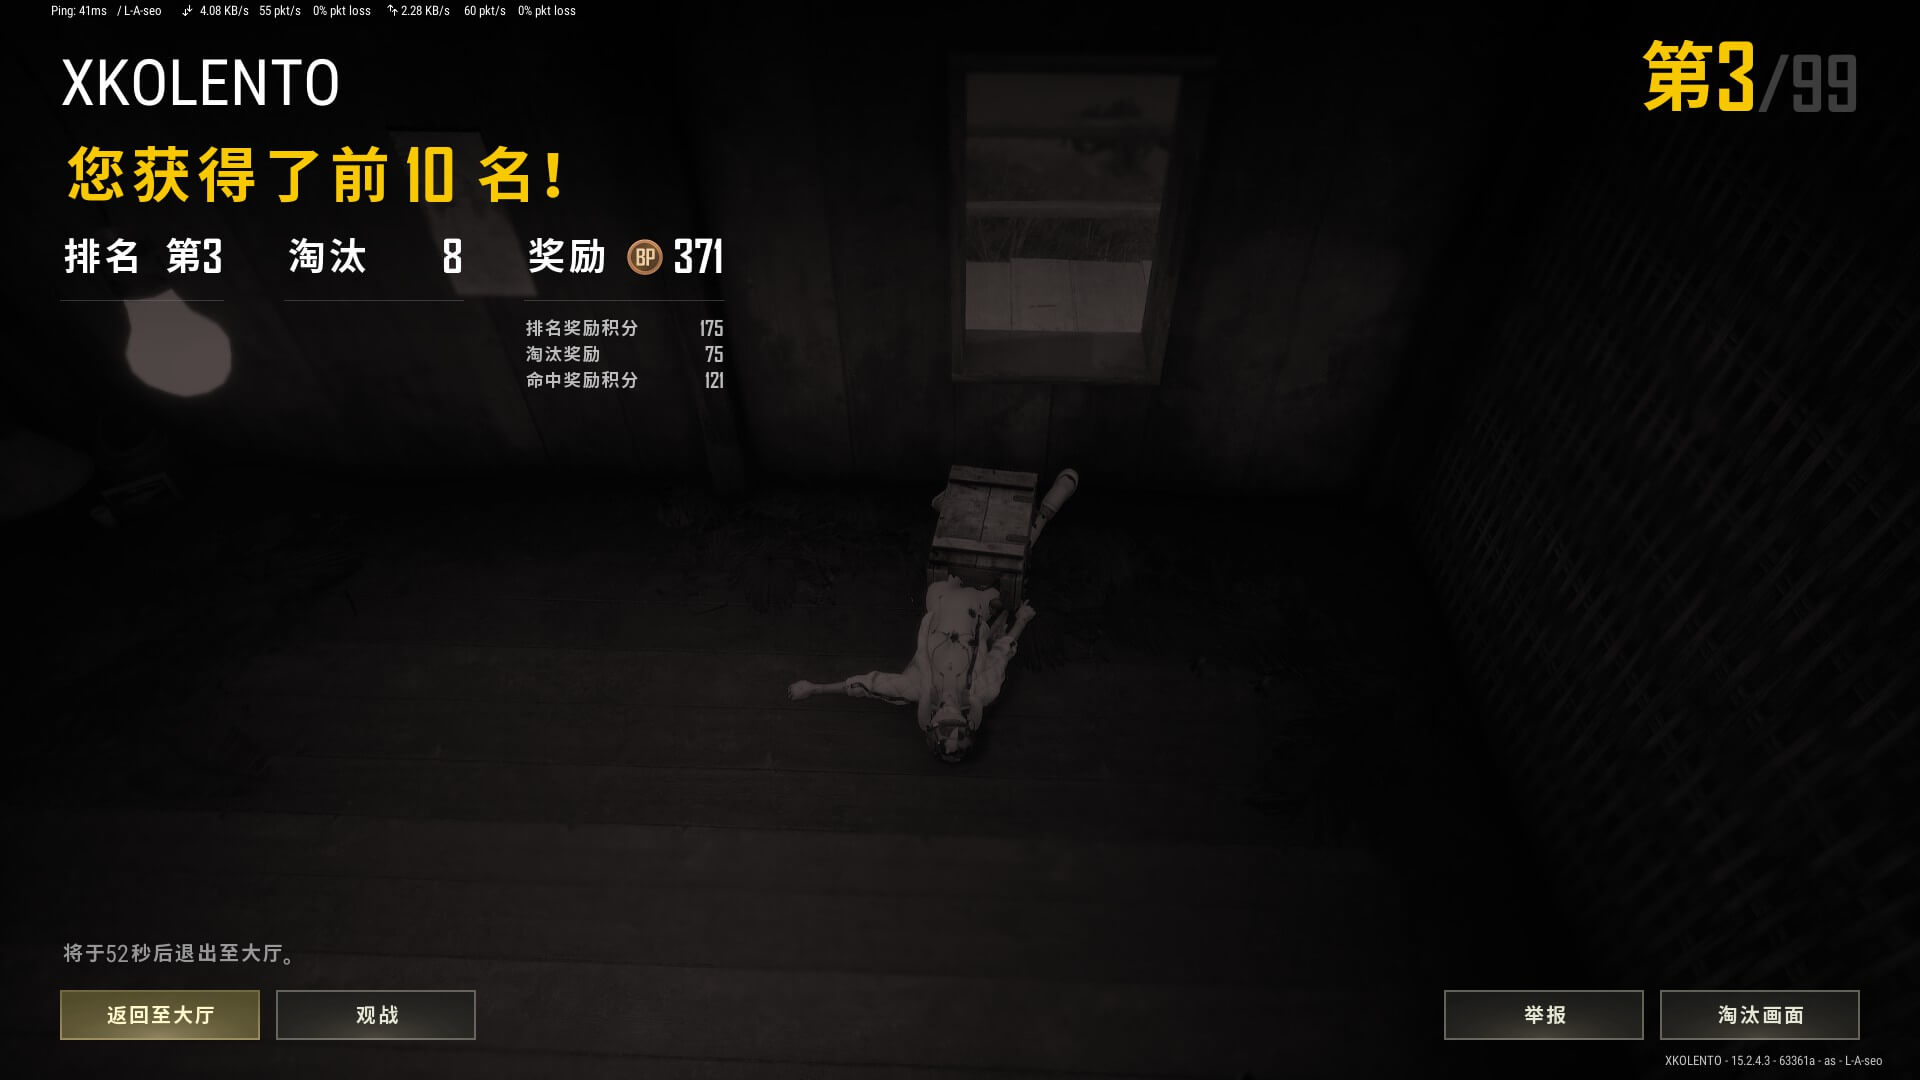 Ping: 41ms / L-A-seo 4.08 KB/s 55 pkt/s 0% pkt loss 2.28 KB/s 60 pkt/s 0% pkt loss
XKOLENTO
第3/99
您获得了前 10 名!
排名 第3 淘汰 8 奖励 BP 371
排名奖励积分 175
淘汰奖励 75
命中奖励积分 121
将于52秒后退出至大厅。
返回至大厅 观战 举报 淘汰画面
XKOLENTO - 15.2.4.3 - 63361a - as - L-A-seo